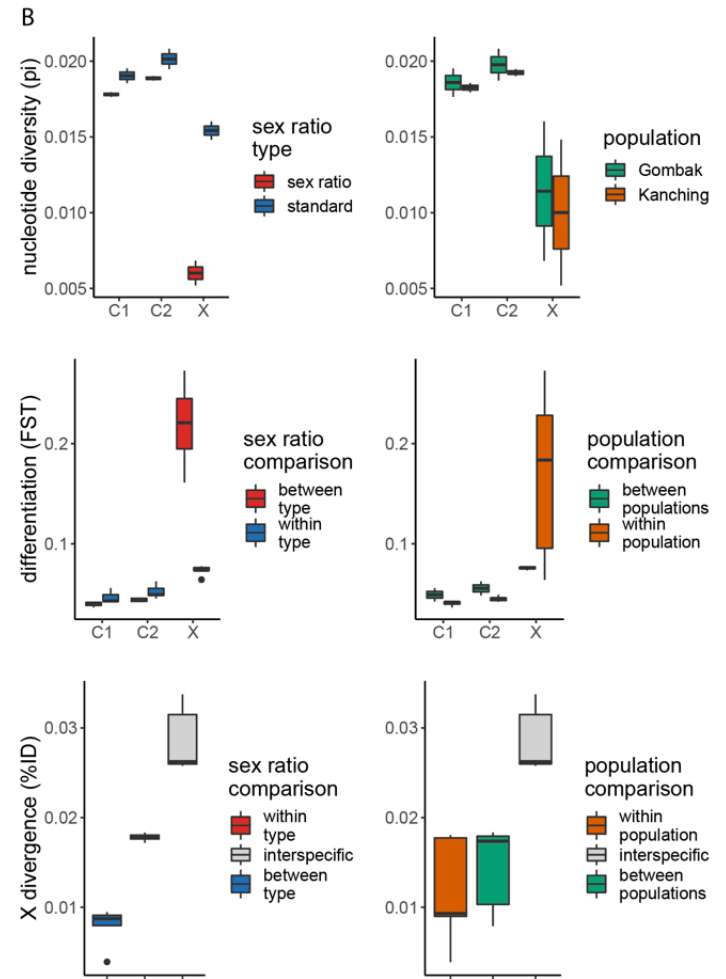 B
nucleotide diversity (pi)
0.020
0.015
0.010
0.005
C1 C2 X
sex ratio
type
sex ratio
standard
0.020
0.015
0.010
0.005
C1 C2 X
population
Gombak
Kanching
differentiation (FST)
0.2
0.1
C1 C2 X
sex ratio
comparison
between
type
within
type
0.2
0.1
C1 C2 X
population
comparison
between
populations
within
population
X divergence (%ID)
0.03
0.02
0.01
sex ratio
comparison
within
type
interspecific
between
type
0.03
0.02
0.01
population
comparison
within
population
interspecific
between
populations